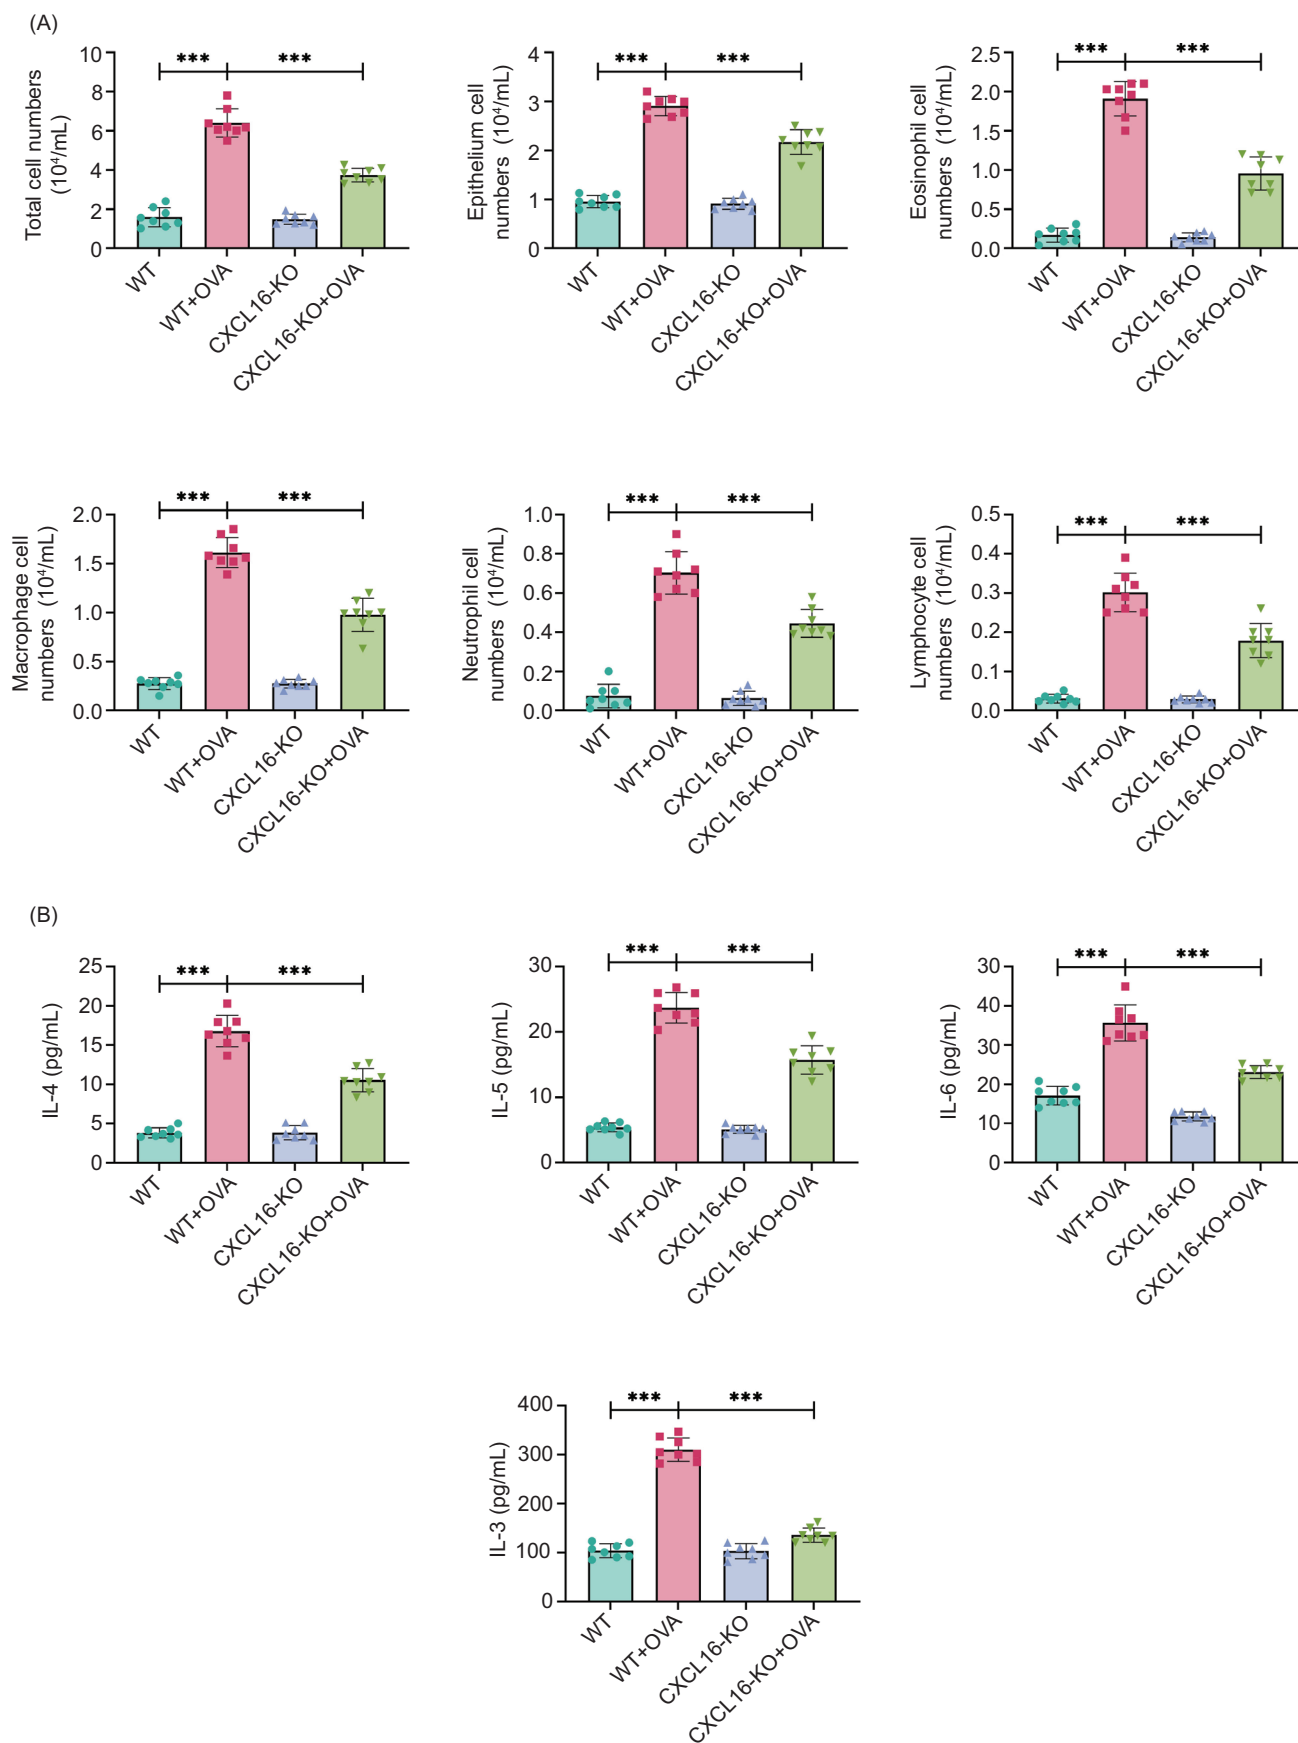 (A)
Total cell numbers
(10⁴/mL)
10
8
6
4
2
0
*** ***
WT
WT+OVA
CXCL16-KO
CXCL16-KO+OVA
Epithelium cell
numbers (10⁴/mL)
4
3
2
1
0
*** ***
WT
WT+OVA
CXCL16-KO
CXCL16-KO+OVA
Eosinophil cell
numbers (10⁴/mL)
2.5
2.0
1.5
1.0
0.5
0.0
*** ***
WT
WT+OVA
CXCL16-KO
CXCL16-KO+OVA
Macrophage cell
numbers (10⁴/mL)
2.0
1.5
1.0
0.5
0.0
*** ***
WT
WT+OVA
CXCL16-KO
CXCL16-KO+OVA
Neutrophil cell
numbers (10⁴/mL)
1.0
0.8
0.6
0.4
0.2
0.0
*** ***
WT
WT+OVA
CXCL16-KO
CXCL16-KO+OVA
Lymphocyte cell
numbers (10⁴/mL)
0.5
0.4
0.3
0.2
0.1
0.0
*** ***
WT
WT+OVA
CXCL16-KO
CXCL16-KO+OVA
(B)
IL-4 (pg/mL)
25
20
15
10
5
0
*** ***
WT
WT+OVA
CXCL16-KO
CXCL16-KO+OVA
IL-5 (pg/mL)
30
20
10
0
*** ***
WT
WT+OVA
CXCL16-KO
CXCL16-KO+OVA
IL-6 (pg/mL)
30
40
30
20
10
0
*** ***
WT
WT+OVA
CXCL16-KO
CXCL16-KO+OVA
IL-3 (pg/mL)
400
300
200
100
0
*** ***
WT
WT+OVA
CXCL16-KO
CXCL16-KO+OVA